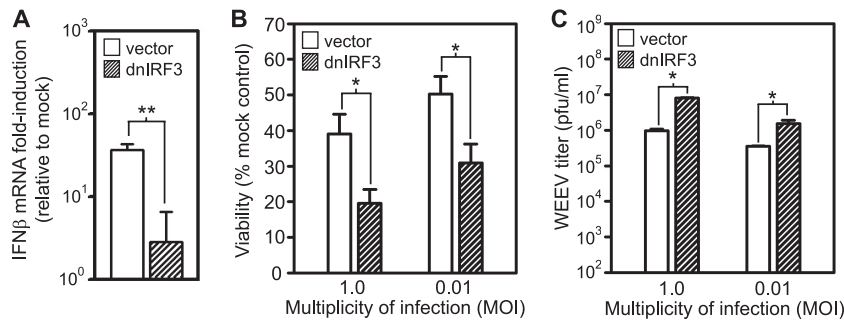 A
IFNβ mRNA fold-induction
(relative to mock)
10³
10²
10¹
10⁰
vector
dnIRF3
**
B
Viability (% mock control)
70
60
50
40
30
20
10
0
vector
dnIRF3
*
*
1.0
0.01
Multiplicity of infection (MOI)
C
WEEV titer (pfu/ml)
10⁹
10⁸
10⁷
10⁶
10⁵
10⁴
10³
10²
vector
dnIRF3
*
*
1.0
0.01
Multiplicity of infection (MOI)